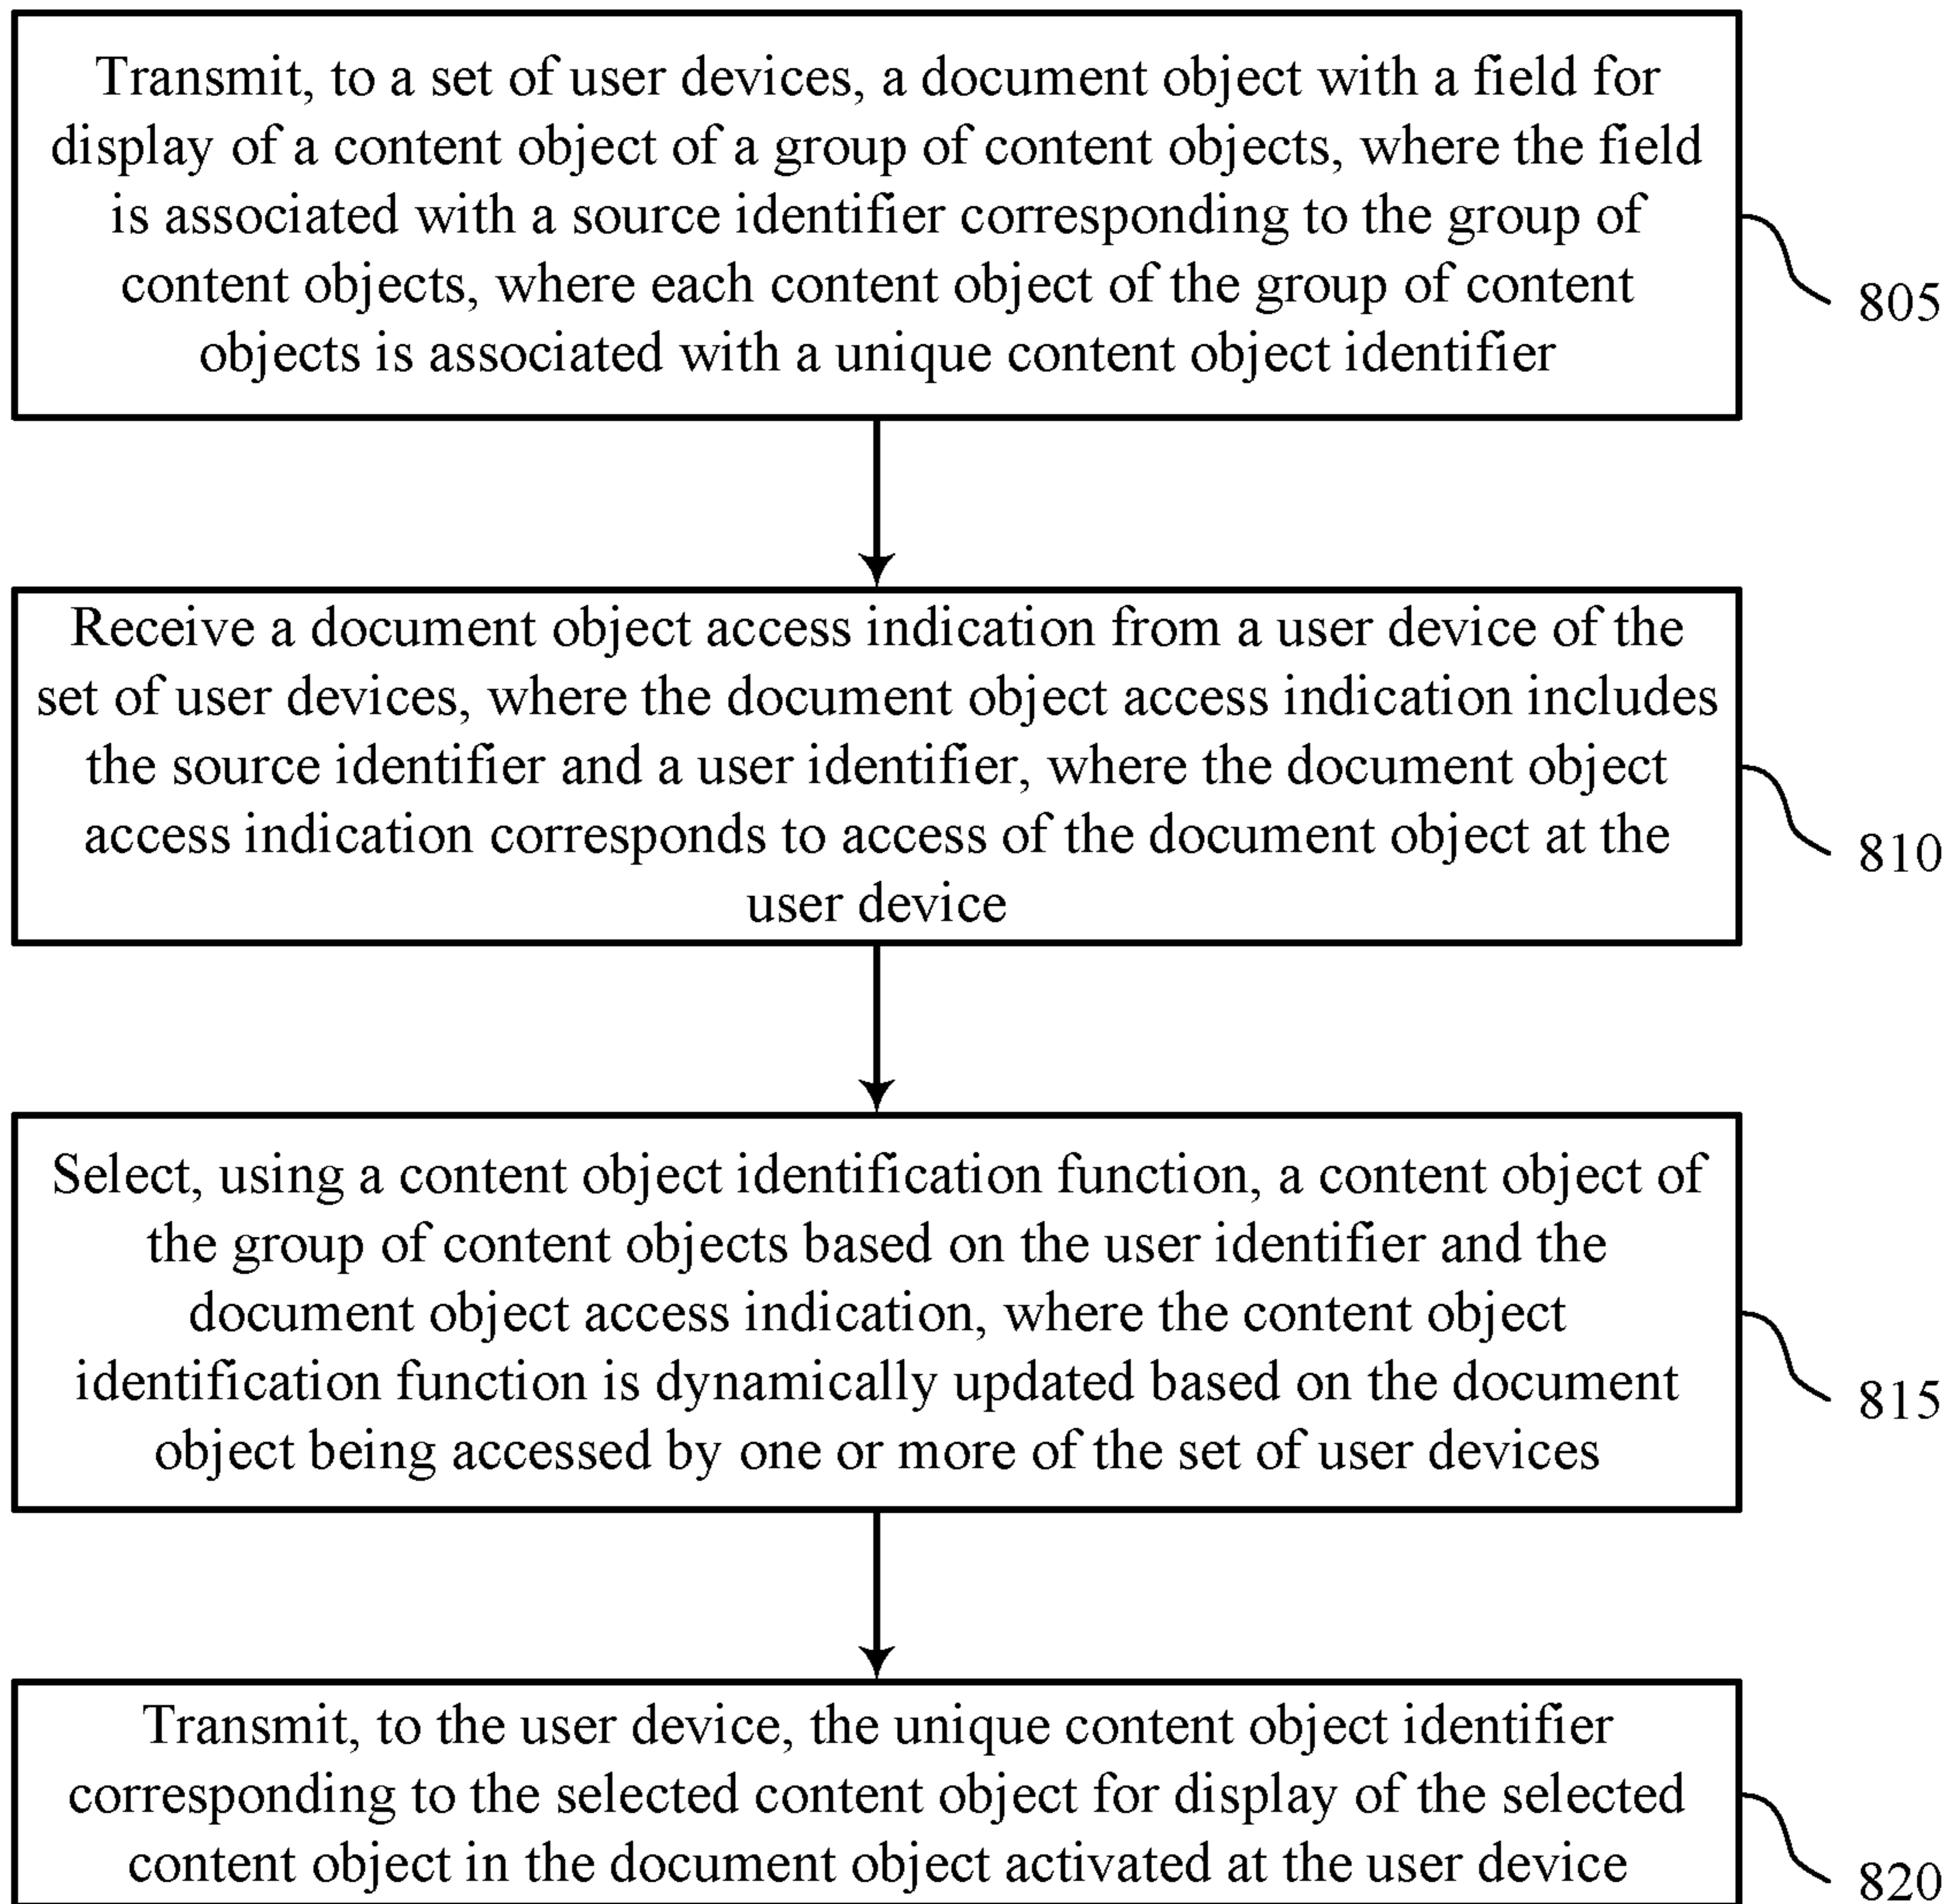 Transmit, to a set of user devices, a document object with a field for
display of a content object of a group of content objects, where the field
is associated with a source identifier corresponding to the group of
content objects, where each content object of the group of content
objects is associated with a unique content object identifier
805
Receive a document object access indication from a user device of the
set of user devices, where the document object access indication includes
the source identifier and a user identifier, where the document object
access indication corresponds to access of the document object at the
user device
810
Select, using a content object identification function, a content object of
the group of content objects based on the user identifier and the
document object access indication, where the content object
identification function is dynamically updated based on the document
object being accessed by one or more of the set of user devices
815
Transmit, to the user device, the unique content object identifier
corresponding to the selected content object for display of the selected
content object in the document object activated at the user device
820